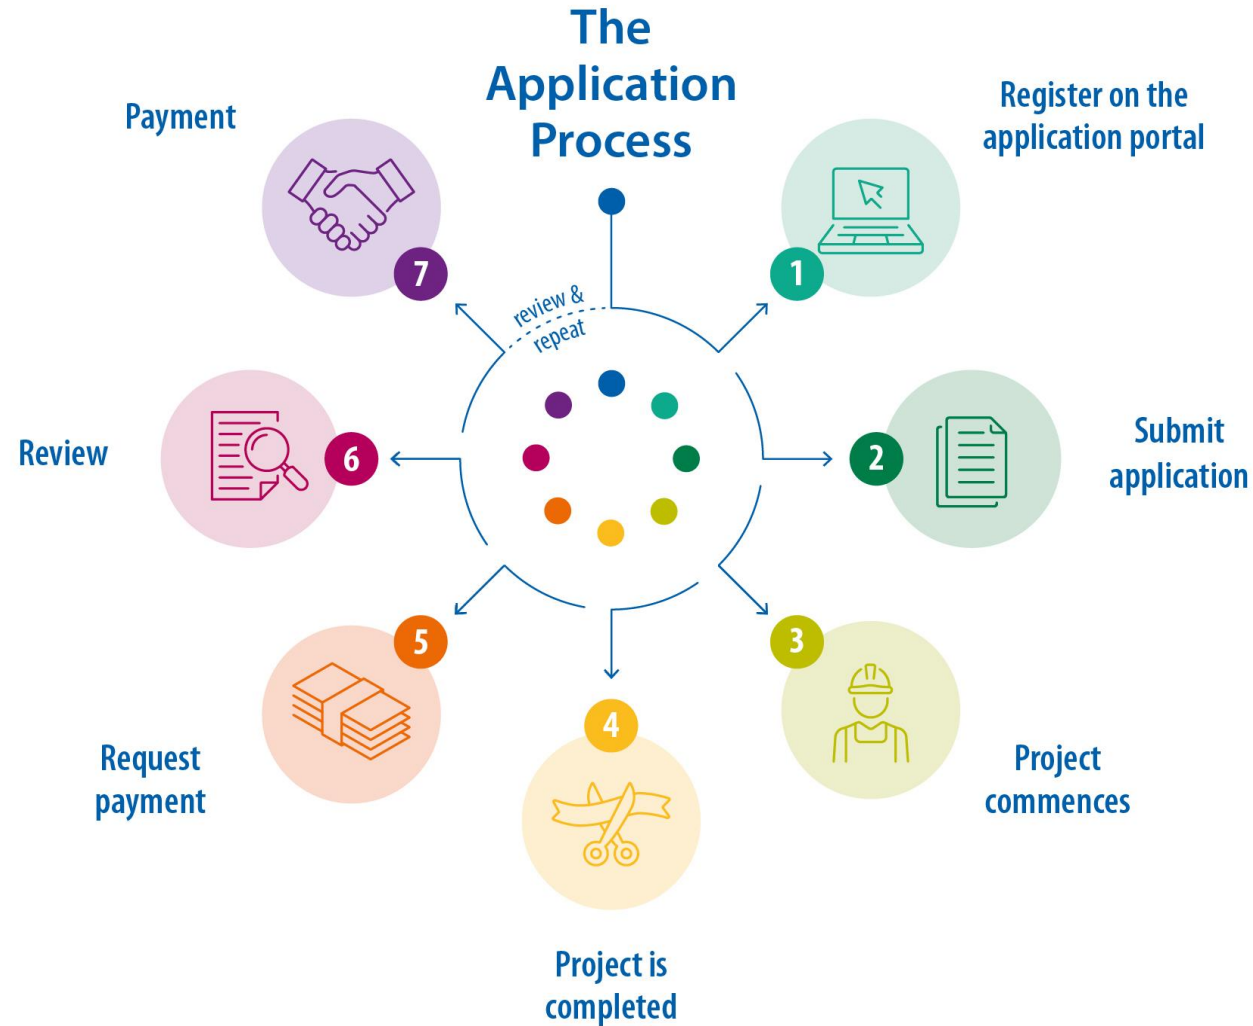 The
Application
Process
1
Register on the
application portal
2
Submit
application
3
Project
commences
4
Project is
completed
5
Request
payment
6
Review
7
Payment
review &
repeat